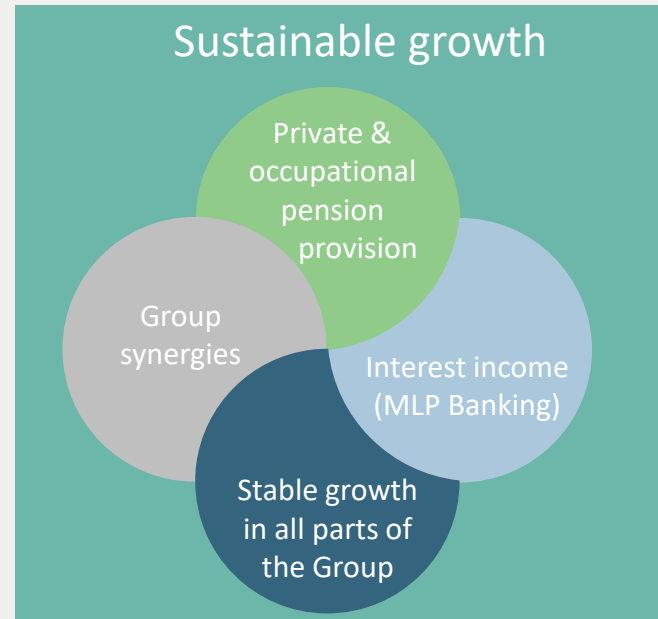 Sustainable growth
Private &
occupational
pension
provision
Group
synergies
Interest income
(MLP Banking)
Stable growth
in all parts of
the Group